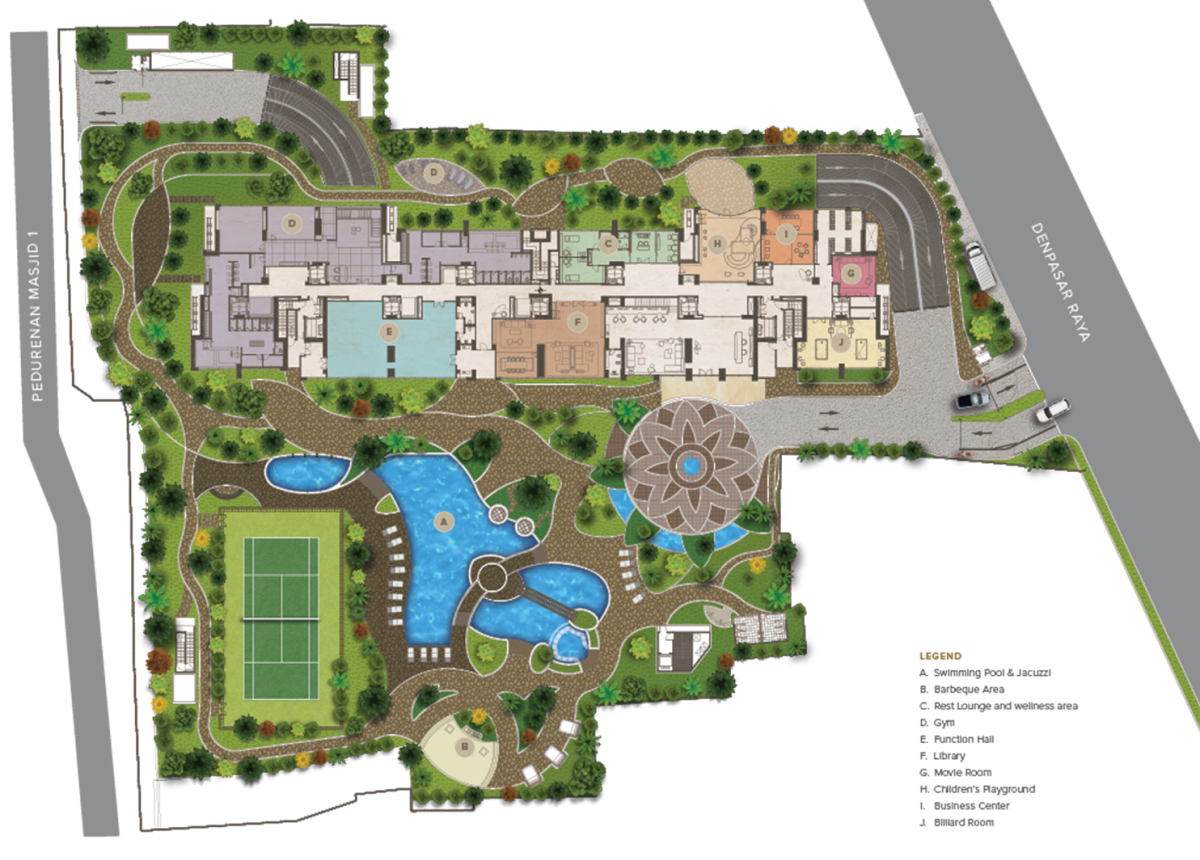 D
D
C
H
I
G
E
F
J
A
B
PEDURENAN MASJID 1
DENPASAR RAYA
LEGEND
A. Swimming Pool & Jacuzzi
B. Barbeque Area
C. Rest Lounge and wellness area
D. Gym
E. Function Hall
F. Library
G. Movie Room
H. Children's Playground
I. Business Center
J. Billiard Room